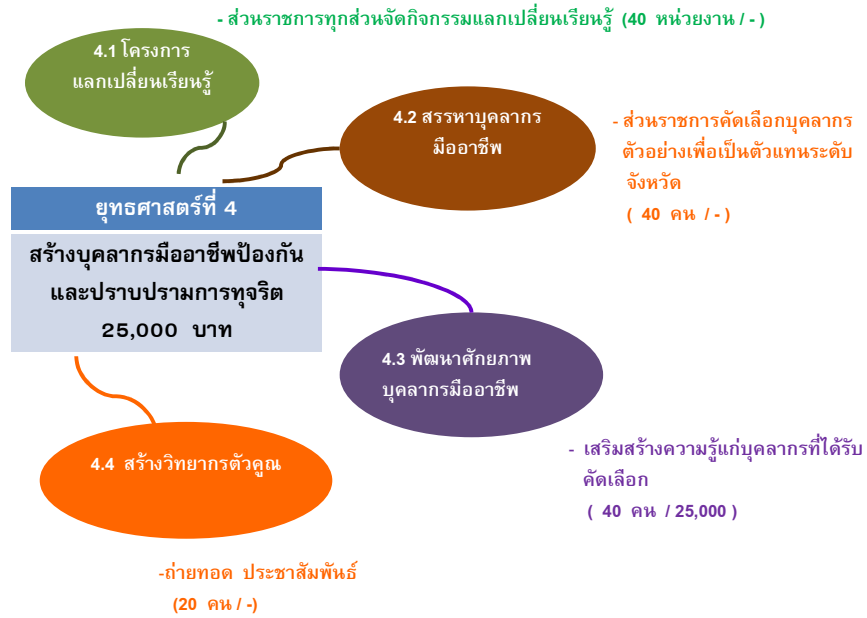 - ส่วนราชการทุกส่วนจัดกิจกรรมแลกเปลี่ยนเรียนรู้ (40 หน่วยงาน / - )
4.1 โครงการ
แลกเปลี่ยนเรียนรู้
4.2 สรรหาบุคลากร
มืออาชีพ
- ส่วนราชการคัดเลือกบุคลากร
ตัวอย่างเพื่อเป็นตัวแทนระดับ
จังหวัด
( 40 คน / - )
ยุทธศาสตร์ที่ 4
สร้างบุคลากรมืออาชีพป้องกัน
และปราบปรามการทุจริต
25,000 บาท
4.3 พัฒนาศักยภาพ
บุคลากรมืออาชีพ
- เสริมสร้างความรู้แก่บุคลากรที่ได้รับ
คัดเลือก
( 40 คน / 25,000 )
4.4 สร้างวิทยากรตัวคูณ
-ถ่ายทอด ประชาสัมพันธ์
(20 คน / -)